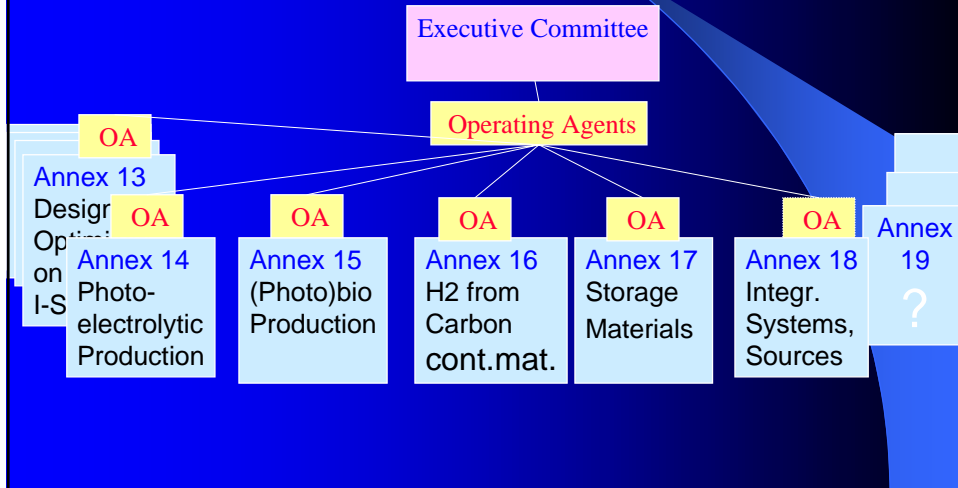 Executive Committee
Operating Agents
OA
Annex 13
Design
on
I-S
OA
Annex 14
Photo-
electrolytic
Production
OA
Annex 15
(Photo)bio
Production
OA
Annex 16
H2 from
Carbon
cont.mat.
OA
Annex 17
Storage
Materials
OA
Annex 18
Integr.
Systems,
Sources
Annex
19
?